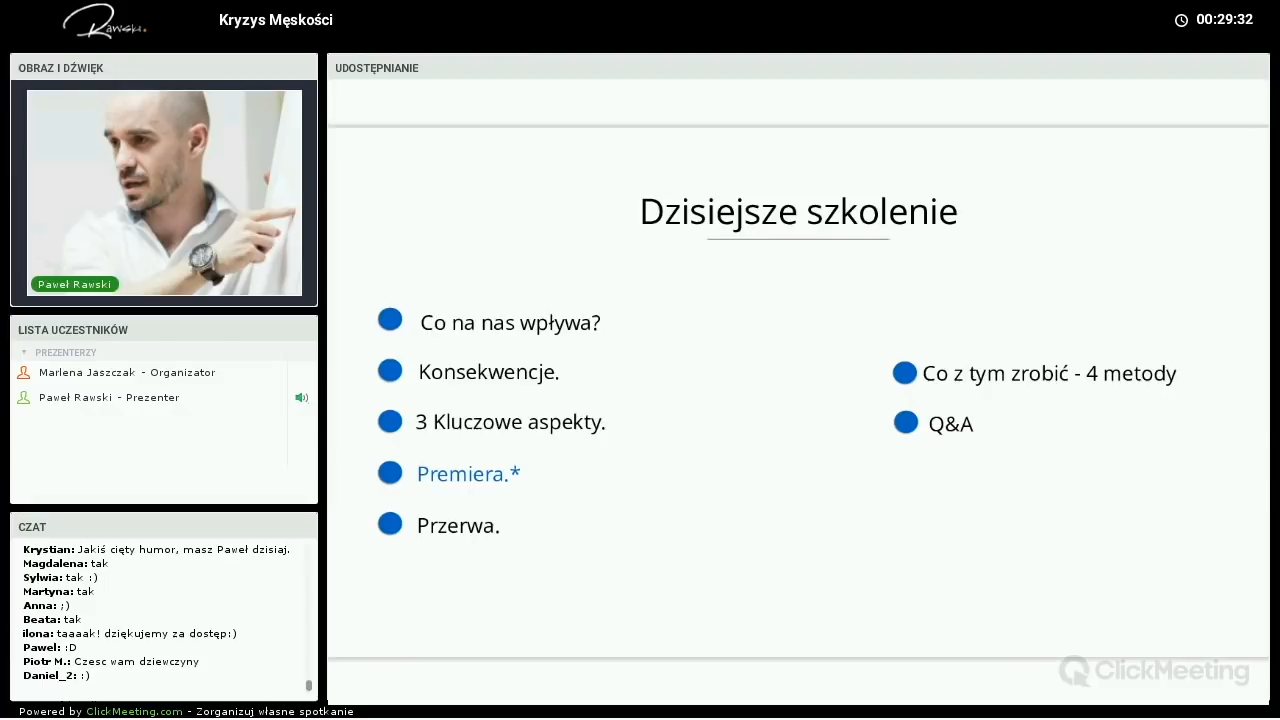 Rawski.
Kryzys Męskości
00:29:32
OBRAZ I DŹWIĘK
Paweł Rawski
LISTA UCZESTNIKÓW
PREZENTERZY
Marlena Jaszczak - Organizator
Paweł Rawski - Prezenter
CZAT
Krystian: Jakiś cięty humor, masz Paweł dzisiaj.
Magdalena: tak
Sylwia: tak :)
Martyna: tak
Anna: ;)
Beata: tak
ilona: taaaak! dziękujemy za dostęp:)
Pawel: :D
Piotr M.: Czesc wam dziewczyny
Daniel_2: :)
UDOSTĘPNIANIE
Dzisiejsze szkolenie
Co na nas wpływa?
Konsekwencje.
3 Kluczowe aspekty.
Premiera.*
Przerwa.
Co z tym zrobić - 4 metody
Q&A
ClickMeeting
Powered by ClickMeeting.com - Zorganizuj własne spotkanie